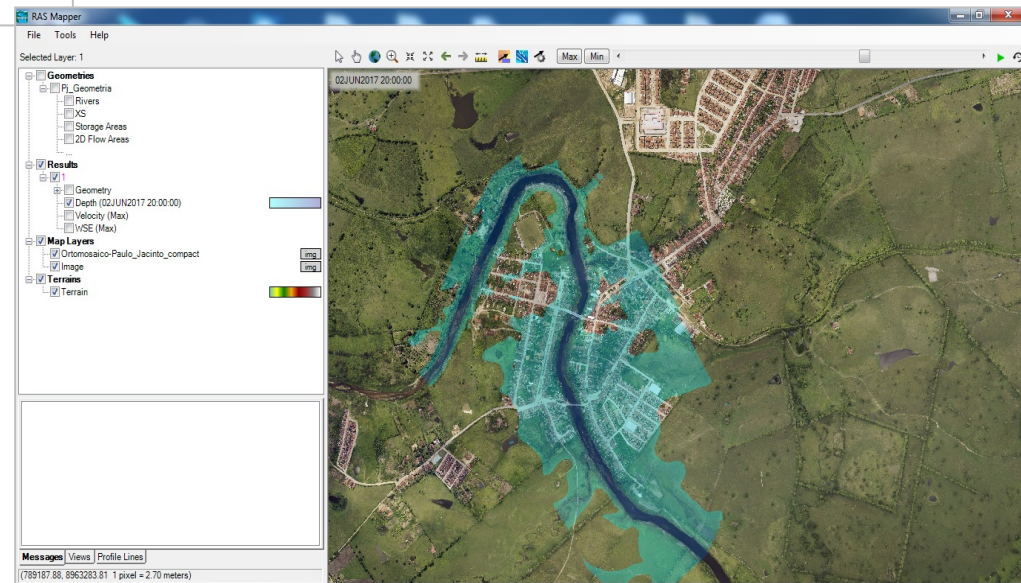 RAS Mapper
File Tools Help
Selected Layer: 1
Max Min
Geometries
Pj_Geometria
Rivers
XS
Storage Areas
2D Flow Areas
...
Results
1
Geometry
Depth (02JUN2017 20:00:00)
Velocity (Max)
WSE (Max)
Map Layers
Ortomosaico-Paulo_Jacinto_compact img
Image img
Terrains
Terrain
02JUN2017 20:00:00
Messages Views Profile Lines
(789187.88, 8963283.81 1 pixel = 2.70 meters)